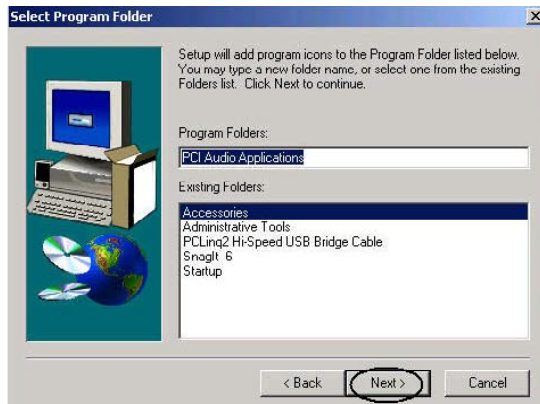 Select Program Folder
Setup will add program icons to the Program Folder listed below.
You may type a new folder name, or select one from the existing
Folders list. Click Next to continue.
Program Folders:
PCI Audio Applications
Existing Folders:
Accessories
Administrative Tools
PCLinq2 Hi-Speed USB Bridge Cable
SnagIt 6
Startup
< Back
Next >
Cancel